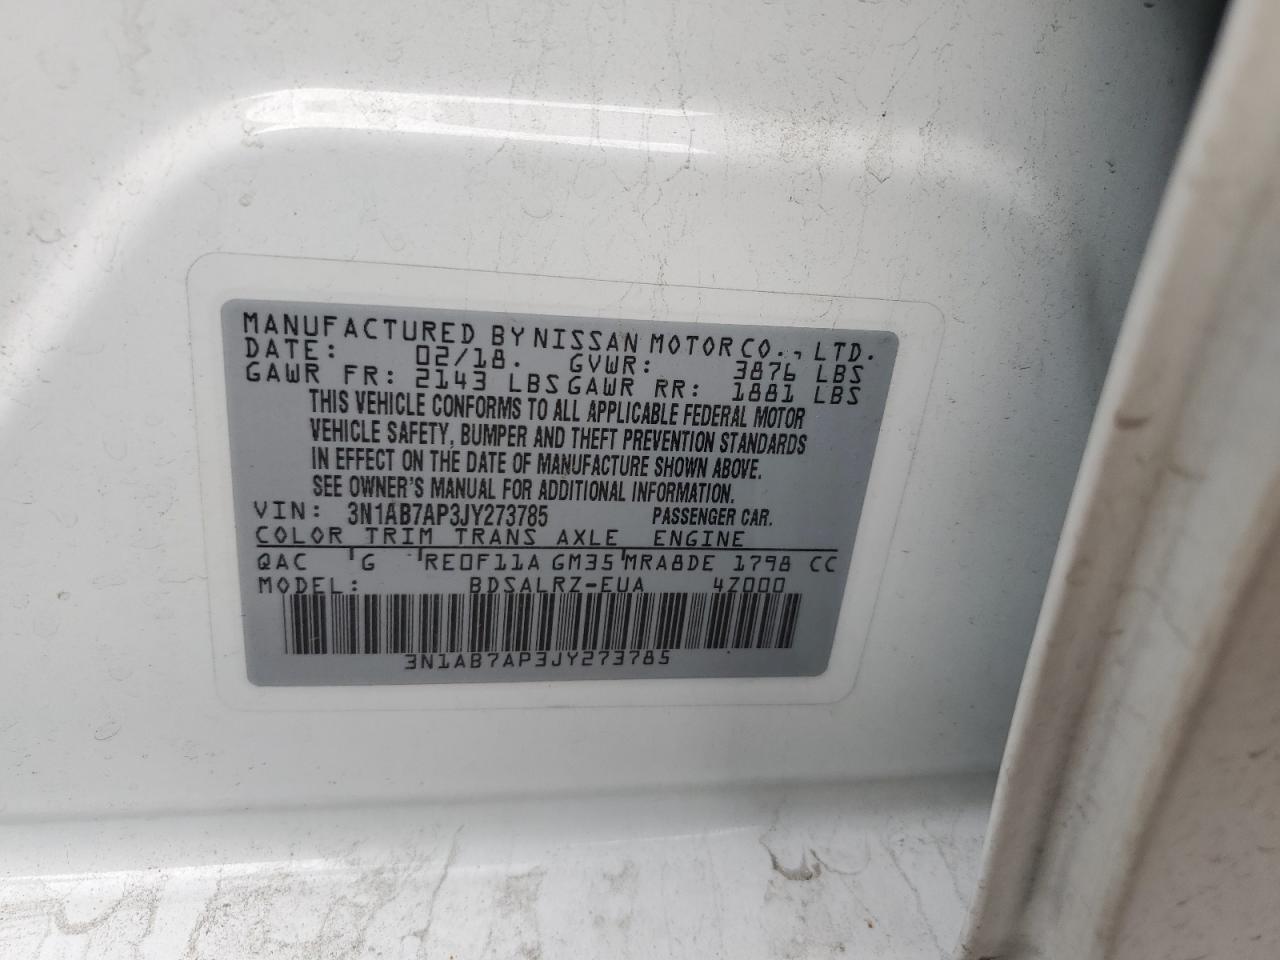 MANUFACTURED BY NISSAN MOTOR CO., LTD.
DATE: 02/18. GVWR: 3876 LBS
GAWR FR: 2143 LBS GAWR RR: 1881 LBS
THIS VEHICLE CONFORMS TO ALL APPLICABLE FEDERAL MOTOR
VEHICLE SAFETY, BUMPER AND THEFT PREVENTION STANDARDS
IN EFFECT ON THE DATE OF MANUFACTURE SHOWN ABOVE.
SEE OWNER'S MANUAL FOR ADDITIONAL INFORMATION.
VIN: 3N1AB7AP3JY273785 PASSENGER CAR.
COLOR TRIM TRANS AXLE ENGINE
QAC G RE0F11A GM35 MRA8DE 1798 CC
MODEL: BDSALRZ-EUA 4Z000
3N1AB7AP3JY273785